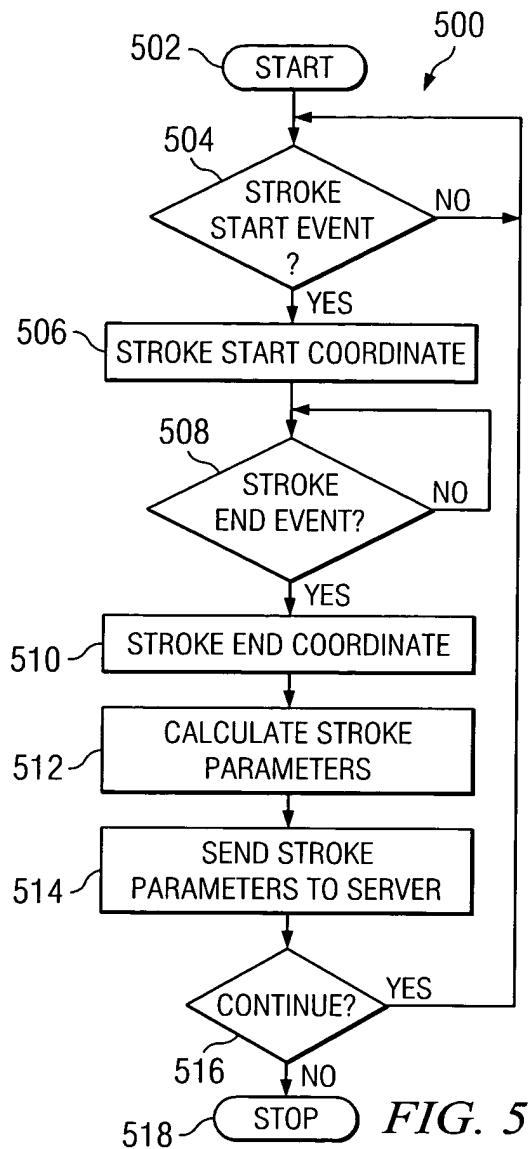 500
502
START
504
STROKE
START EVENT
?
NO
YES
506
STROKE START COORDINATE
508
STROKE
END EVENT?
NO
YES
510
STROKE END COORDINATE
512
CALCULATE STROKE
PARAMETERS
514
SEND STROKE
PARAMETERS TO SERVER
CONTINUE?
YES
516
NO
518
STOP
FIG. 5